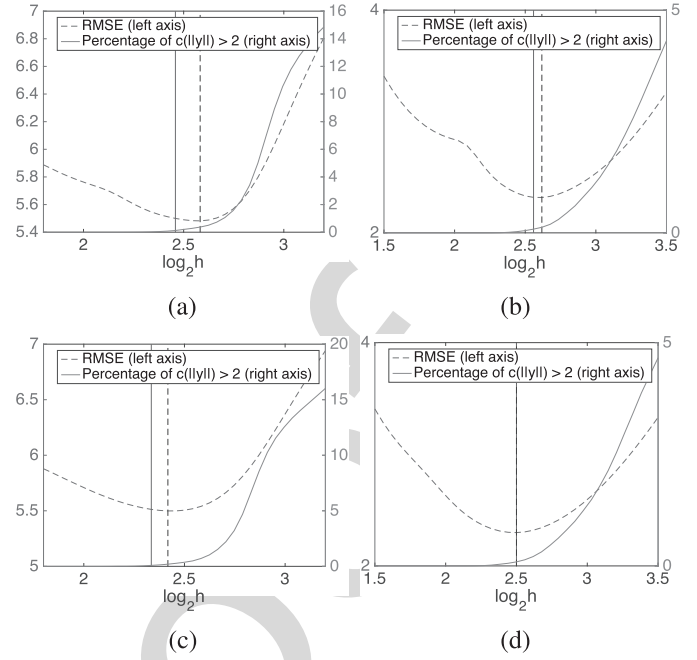 7 16 4 5
RMSE (left axis) RMSE (left axis)
Percentage of c(||y||) > 2 (right axis) Percentage of c(||y||) > 2 (right axis)
6.8 14
6.6 12
6.4 10
6.2 8
6 6
5.8 4
5.6 2
5.4 0 2 0
2 2.5 3 1.5 2 2.5 3 3.5
log2h log2h
(a) (b)
7 20 4 5
RMSE (left axis) RMSE (left axis)
Percentage of c(||y||) > 2 (right axis) Percentage of c(||y||) > 2 (right axis)
6.5 15
6 10
5.5 5
5 0 2 0
2 2.5 3 1.5 2 2.5 3 3.5
log2h log2h
(c) (d)